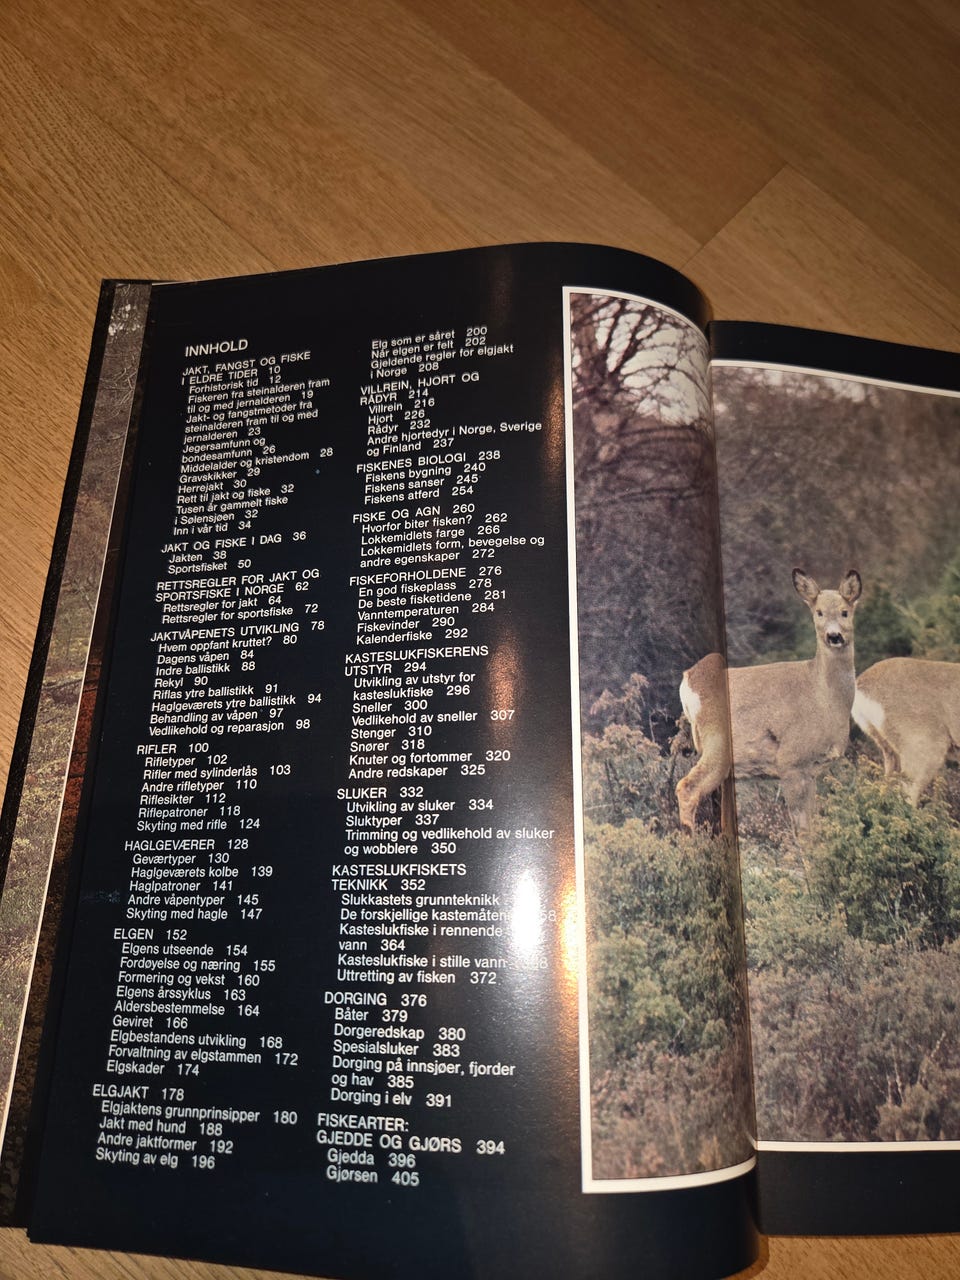 INNHOLD
JAKT, FANGST OG FISKE
I ELDRE TIDER 10
Forhistorisk tid 12
Fiskeren fra steinalderen fram
til og med jernalderen 19
Jakt- og fangstmetoder fra
steinalderen fram til og med
jernalderen 23
Jegersamfunn og
bondesamfunn 26
Middelalder og kristendom 28
Gravskikker 29
Herrejakt 30
Rett til jakt og fiske 32
Tusen år gammelt fiske
i Sølensjøen 32
Inn i vår tid 34
JAKT OG FISKE I DAG 36
Jakten 38
Sportsfisket 50
RETTSREGLER FOR JAKT OG
SPORTSFISKE I NORGE 62
Rettsregler for jakt 64
Rettsregler for sportsfiske 72
JAKTVÅPENETS UTVIKLING 78
Hvem oppfant kruttet? 80
Dagens våpen 84
Indre ballistikk 88
Rekyl 90
Riflas ytre ballistikk 91
Haglgeværets ytre ballistikk 94
Behandling av våpen 97
Vedlikehold og reparasjon 98
RIFLER 100
Rifletyper 102
Rifler med sylinderlås 103
Andre rifletyper 110
Riflesikter 112
Riflepatroner 118
Skyting med rifle 124
HAGLGEVÆRER 128
Geværtyper 130
Haglgeværets kolbe 139
Haglpatroner 141
Andre våpentyper 145
Skyting med hagle 147
ELGEN 152
Elgens utseende 154
Fordøyelse og næring 155
Formering og vekst 160
Elgens årssyklus 163
Aldersbestemmelse 164
Geviret 166
Elgbestandens utvikling 168
Forvaltning av elgstammen 172
Elgskader 174
ELGJAKT 178
Elgjaktens grunnprinsipper 180
Jakt med hund 188
Andre jaktformer 192
Skyting av elg 196
Elg som er såret 200
Når elgen er felt 202
Gjeldende regler for elgjakt
i Norge 208
VILLREIN, HJORT OG
RÅDYR 214
Villrein 216
Hjort 226
Rådyr 232
Andre hjortedyr i Norge, Sverige
og Finland 237
FISKENES BIOLOGI 238
Fiskens bygning 240
Fiskens sanser 245
Fiskens atferd 254
FISKE OG AGN 260
Hvorfor biter fisken? 262
Lokkemidlets farge 266
Lokkemidlets form, bevegelse og
andre egenskaper 272
FISKEFORHOLDENE 276
En god fiskeplass 278
De beste fisketidene 281
Vanntemperaturen 284
Fiskevinder 290
Kalenderfiske 292
KASTESLUKFISKERENS
UTSTYR 294
Utvikling av utstyr for
kasteslukfiske 296
Sneller 300
Vedlikehold av sneller 307
Stenger 310
Snører 318
Knuter og fortommer 320
Andre redskaper 325
SLUKER 332
Utvikling av sluker 334
Sluktyper 337
Trimming og vedlikehold av sluker
og wobblere 350
KASTESLUKFISKETS
TEKNIKK 352
Slukkastets grunnteknikk
De forskjellige kastemåtene
Kasteslukfiske i rennende
vann 364
Kasteslukfiske i stille vann
Uttretting av fisken 372
DORGING 376
Båter 379
Dorgeredskap 380
Spesialsluker 383
Dorging på innsjøer, fjorder
og hav 385
Dorging i elv 391
FISKEARTER:
GJEDDE OG GJØRS 394
Gjedda 396
Gjørsen 405